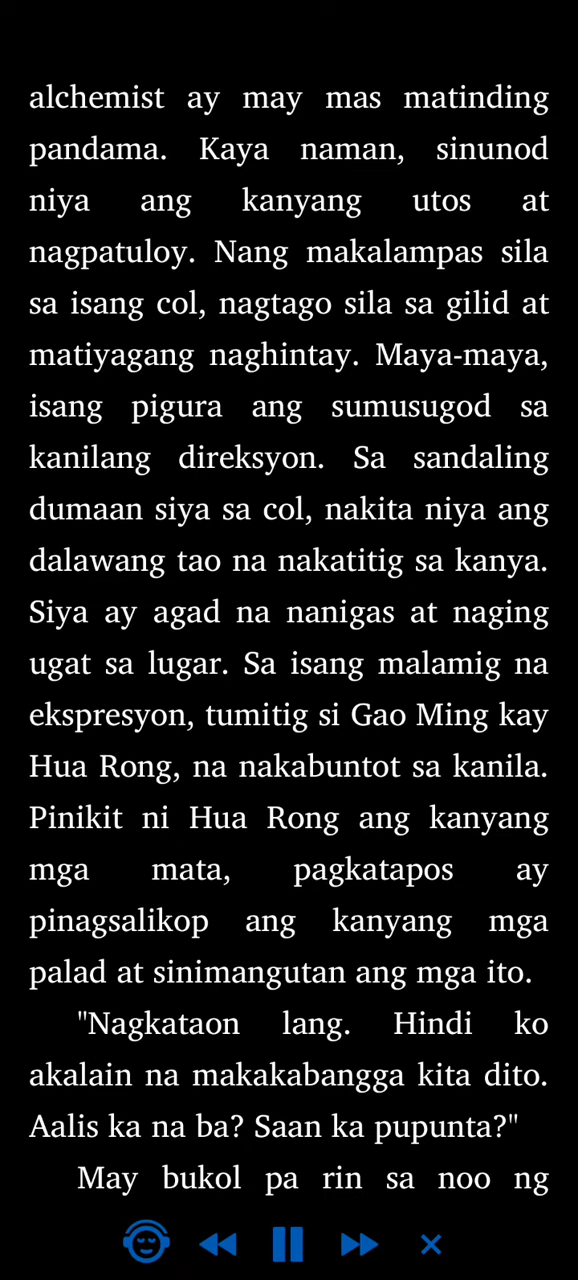 alchemist ay may mas matinding
pandama. Kaya naman, sinunod
niya ang kanyang utos at
nagpatuloy. Nang makalampas sila
sa isang col, nagtago sila sa gilid at
matiyagang naghintay. Maya-maya,
isang pigura ang sumusugod sa
kanilang direksyon. Sa sandaling
dumaan siya sa col, nakita niya ang
dalawang tao na nakatitig sa kanya.
Siya ay agad na nanigas at naging
ugat sa lugar. Sa isang malamig na
ekspresyon, tumitig si Gao Ming kay
Hua Rong, na nakabuntot sa kanila.
Pinikit ni Hua Rong ang kanyang
mga mata, pagkatapos ay
pinagsalikop ang kanyang mga
palad at sinimangutan ang mga ito.
"Nagkataon lang. Hindi ko
akalain na makakabangga kita dito.
Aalis ka na ba? Saan ka pupunta?"
May bukol pa rin sa noo ng